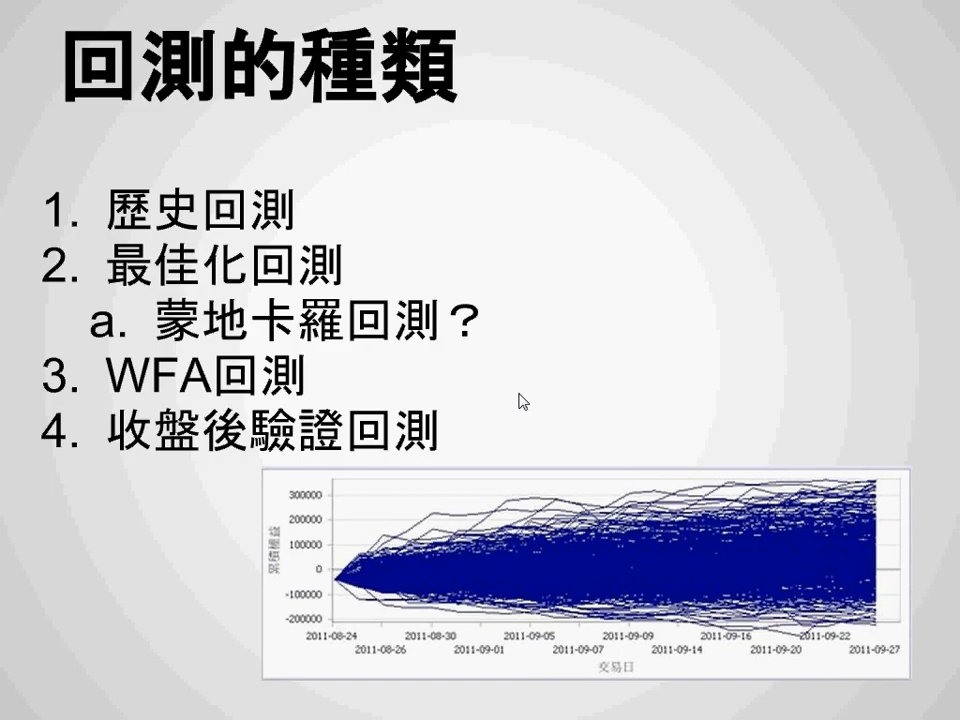 回測的種類
1. 歷史回測
2. 最佳化回測
a. 蒙地卡羅回測？
3. WFA回測
4. 收盤後驗證回測
300000
200000
100000
0
-100000
-200000
累積權益
2011-08-24 2011-08-30 2011-09-05 2011-09-09 2011-09-16 2011-09-22
2011-08-26 2011-09-01 2011-09-07 2011-09-14 2011-09-20 2011-09-27
交易日